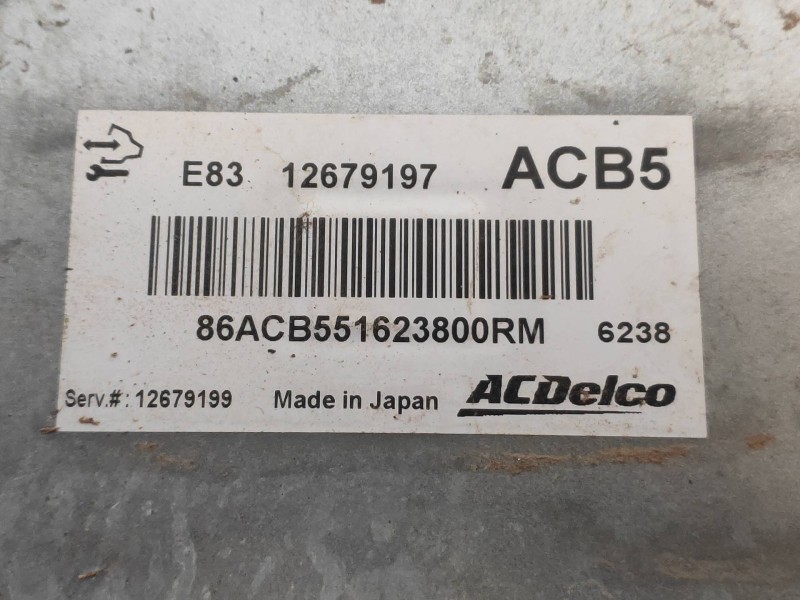 E83 12679197 ACB5
86ACB551623800RM 6238
Serv.#: 12679199 Made in Japan ACDelco